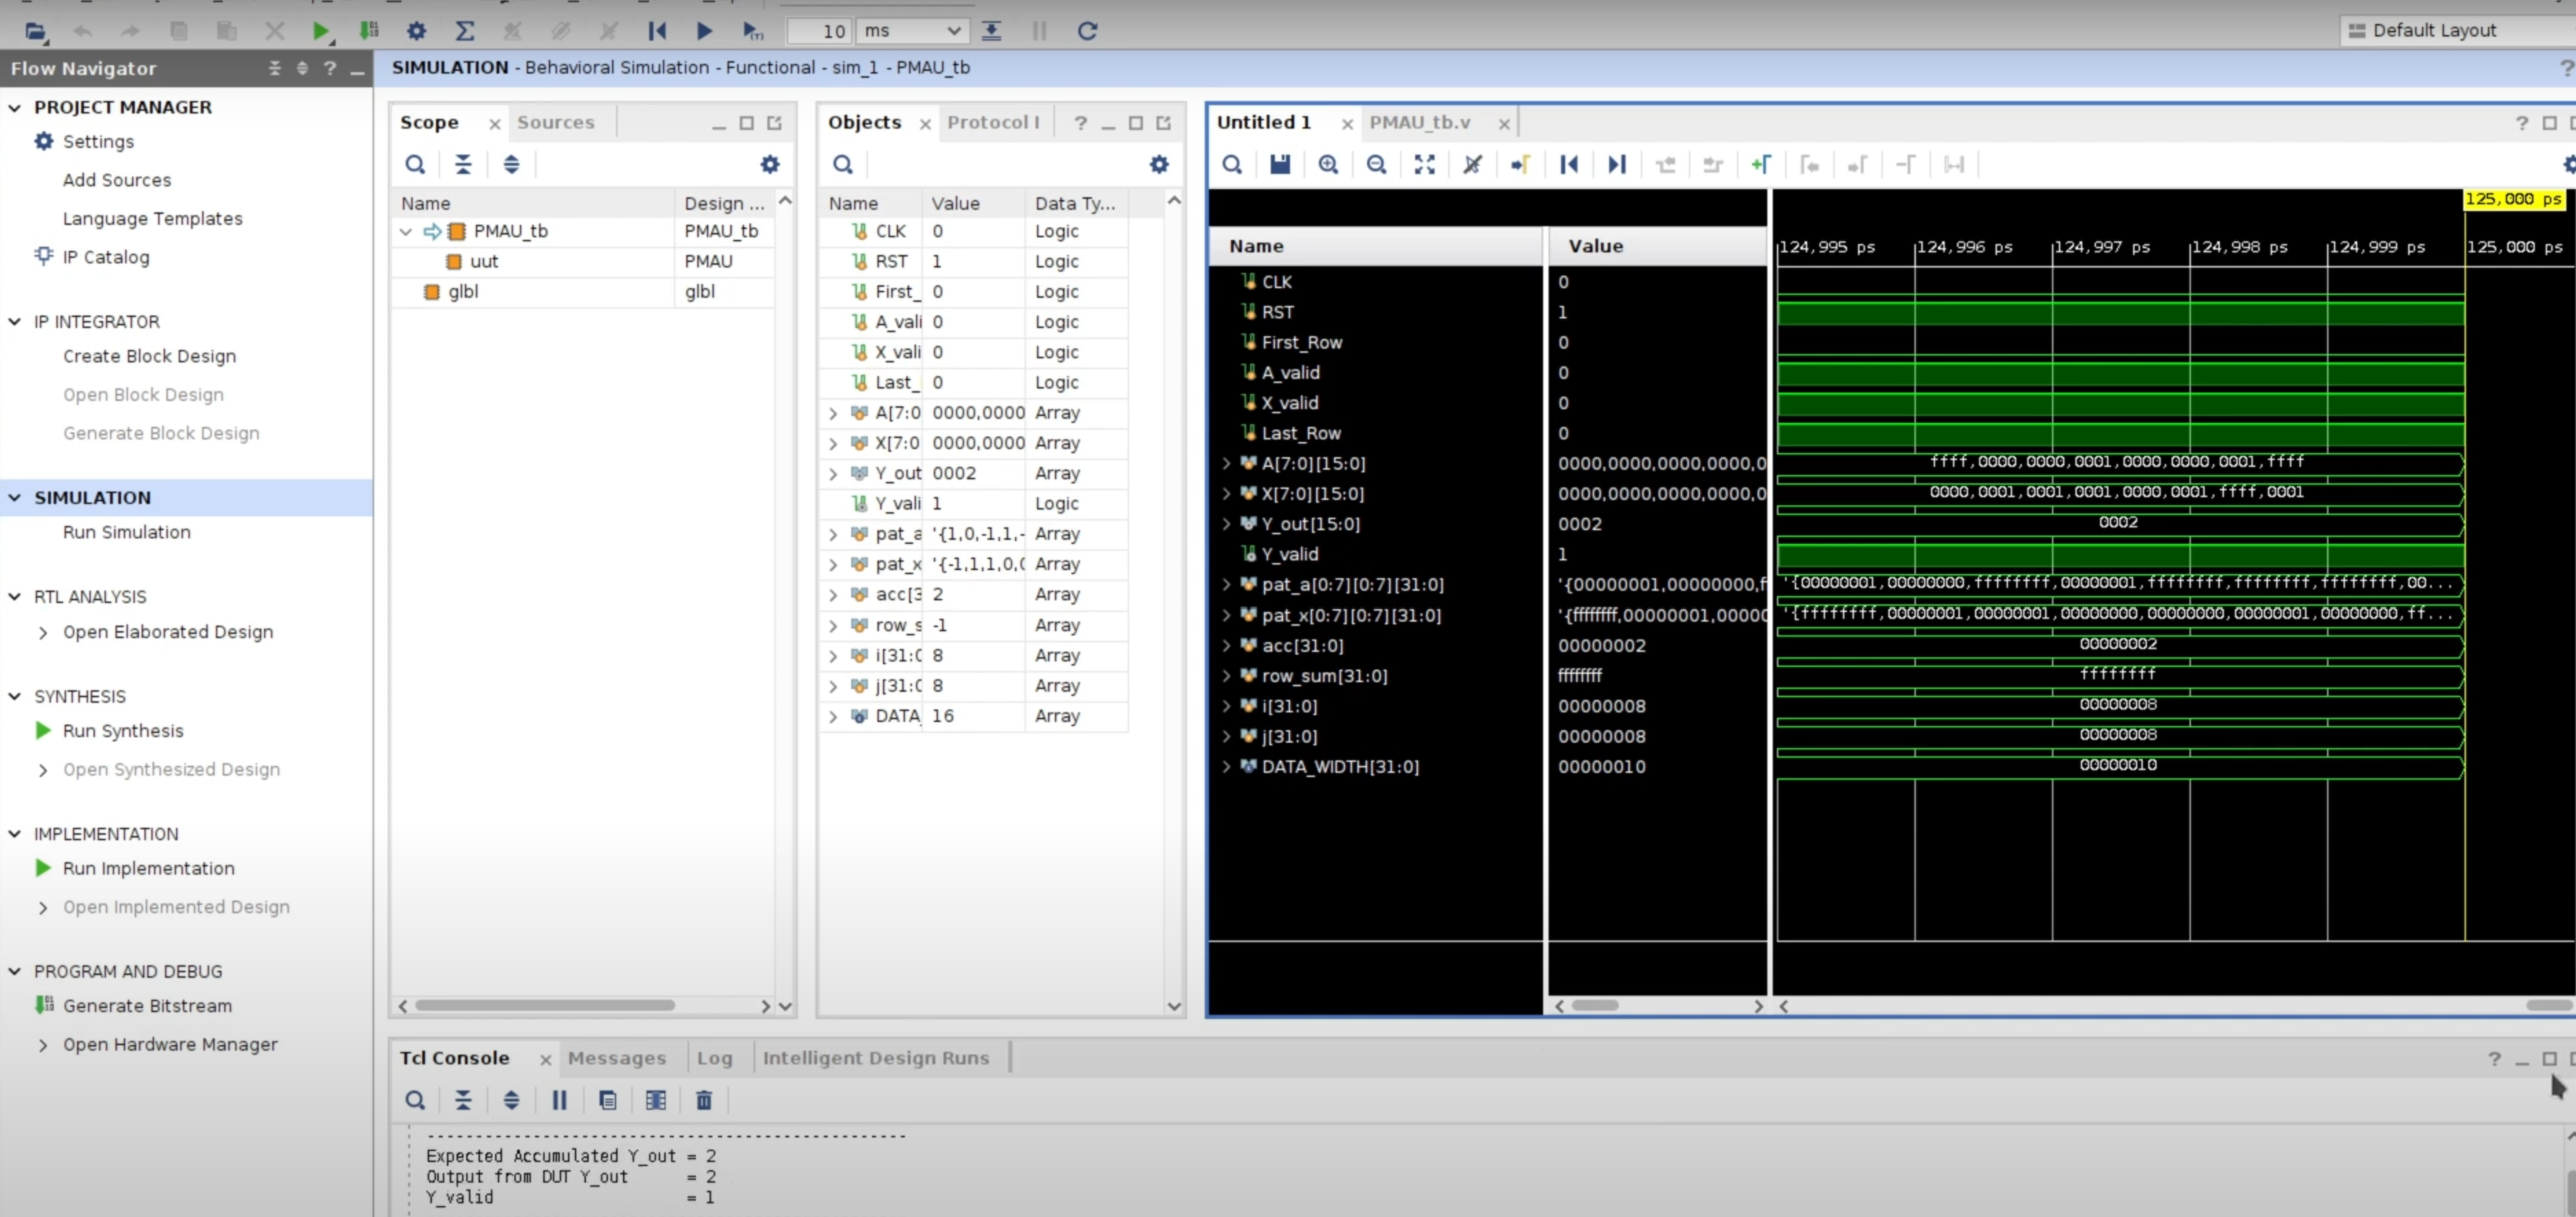 10 ms
Default Layout
Flow Navigator ? _
SIMULATION - Behavioral Simulation - Functional - sim_1 - PMAU_tb ?
PROJECT MANAGER
Settings
Add Sources
Language Templates
IP Catalog
IP INTEGRATOR
Create Block Design
Open Block Design
Generate Block Design
SIMULATION
Run Simulation
RTL ANALYSIS
Open Elaborated Design
SYNTHESIS
Run Synthesis
Open Synthesized Design
IMPLEMENTATION
Run Implementation
Open Implemented Design
PROGRAM AND DEBUG
Generate Bitstream
Open Hardware Manager
Scope Sources
Name Design ...
PMAU_tb PMAU_tb
uut PMAU
glbl glbl
Objects Protocol I ?
Name Value Data Ty...
CLK 0 Logic
RST 1 Logic
First_ 0 Logic
A_vali 0 Logic
X_vali 0 Logic
Last_ 0 Logic
A[7:0 0000,0000 Array
X[7:0 0000,0000 Array
Y_out 0002 Array
Y_vali 1 Logic
pat_a '{1,0,-1,1,- Array
pat_x '{-1,1,1,0,( Array
acc[3 2 Array
row_s -1 Array
i[31:0 8 Array
j[31:0 8 Array
DATA_ 16 Array
Untitled 1 PMAU_tb.v ?
125,000 ps
Name Value 124,995 ps 124,996 ps 124,997 ps 124,998 ps 124,999 ps 125,000 ps
CLK 0
RST 1
First_Row 0
A_valid 0
X_valid 0
Last_Row 0
A[7:0][15:0] 0000,0000,0000,0000,0 ffff,0000,0000,0001,0000,0000,0001,ffff
X[7:0][15:0] 0000,0000,0000,0000,0 0000,0001,0001,0001,0000,0001,ffff,0001
Y_out[15:0] 0002 0002
Y_valid 1
pat_a[0:7][0:7][31:0] '{00000001,00000000,f '{00000001,00000000,ffffffff,00000001,ffffffff,ffffffff,ffffffff,00...
pat_x[0:7][0:7][31:0] '{ffffffff,00000001,00000 '{ffffffff,00000001,00000001,00000000,00000000,00000001,00000000,ff...
acc[31:0] 00000002 00000002
row_sum[31:0] ffffffff ffffffff
i[31:0] 00000008 00000008
j[31:0] 00000008 00000008
DATA_WIDTH[31:0] 00000010 00000010
Tcl Console Messages Log Intelligent Design Runs ?
------------------------------------------------
Expected Accumulated Y_out = 2
Output from DUT Y_out = 2
Y_valid = 1